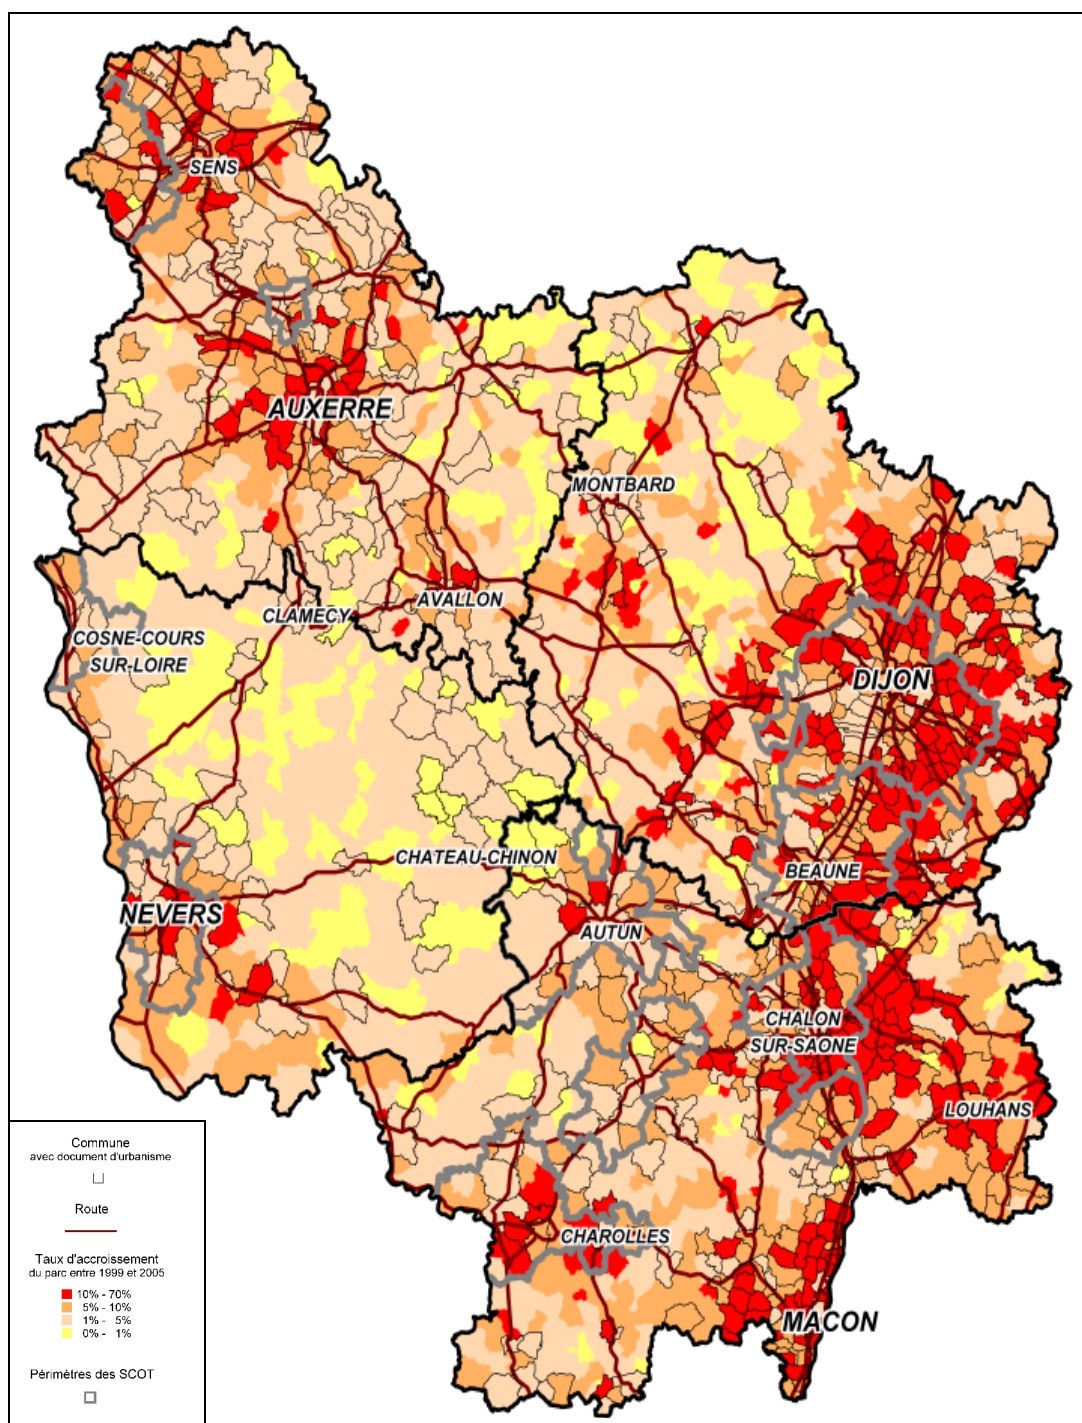 SENS
AUXERRE
MONTBARD
AVALLON
CLAMECY
COSNE-COURS
SUR-LOIRE
DIJON
CHATEAU-CHINON
BEAUNE
NEVERS
AUTUN
CHALON
SUR-SAONE
LOUHANS
CHAROLLES
MACON
Commune
avec document d'urbanisme
Route
Taux d'accroissement
du parc entre 1999 et 2005
10% - 70%
5% - 10%
1% - 5%
0% - 1%
Périmètres des SCOT